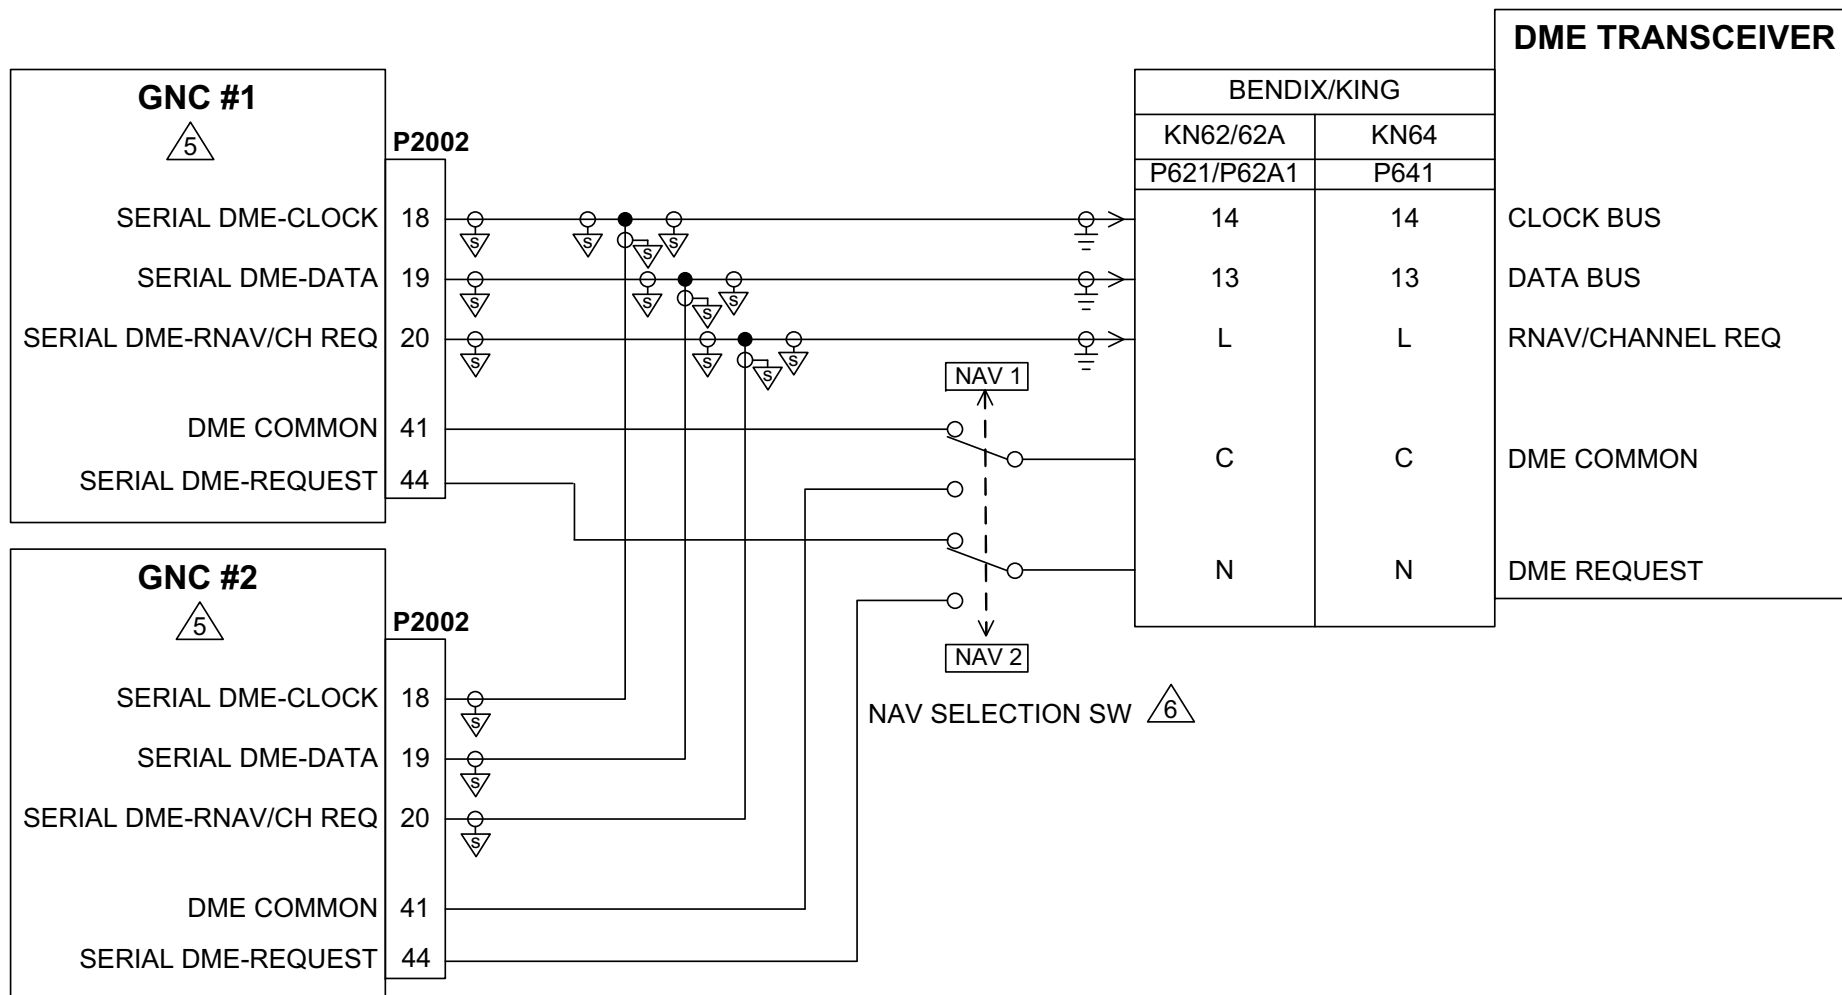 DME TRANSCEIVER
BENDIX/KING
KN62/62A KN64
P621/P62A1 P641
14 14 CLOCK BUS
13 13 DATA BUS
L L RNAV/CHANNEL REQ
C C DME COMMON
N N DME REQUEST
GNC #1
5
P2002
SERIAL DME-CLOCK 18
S S S S
SERIAL DME-DATA 19
S S S S
SERIAL DME-RNAV/CH REQ 20
S S S S
DME COMMON 41
SERIAL DME-REQUEST 44
NAV 1
NAV 2
NAV SELECTION SW 6
GNC #2
5
P2002
SERIAL DME-CLOCK 18
S
SERIAL DME-DATA 19
S
SERIAL DME-RNAV/CH REQ 20
S
DME COMMON 41
SERIAL DME-REQUEST 44